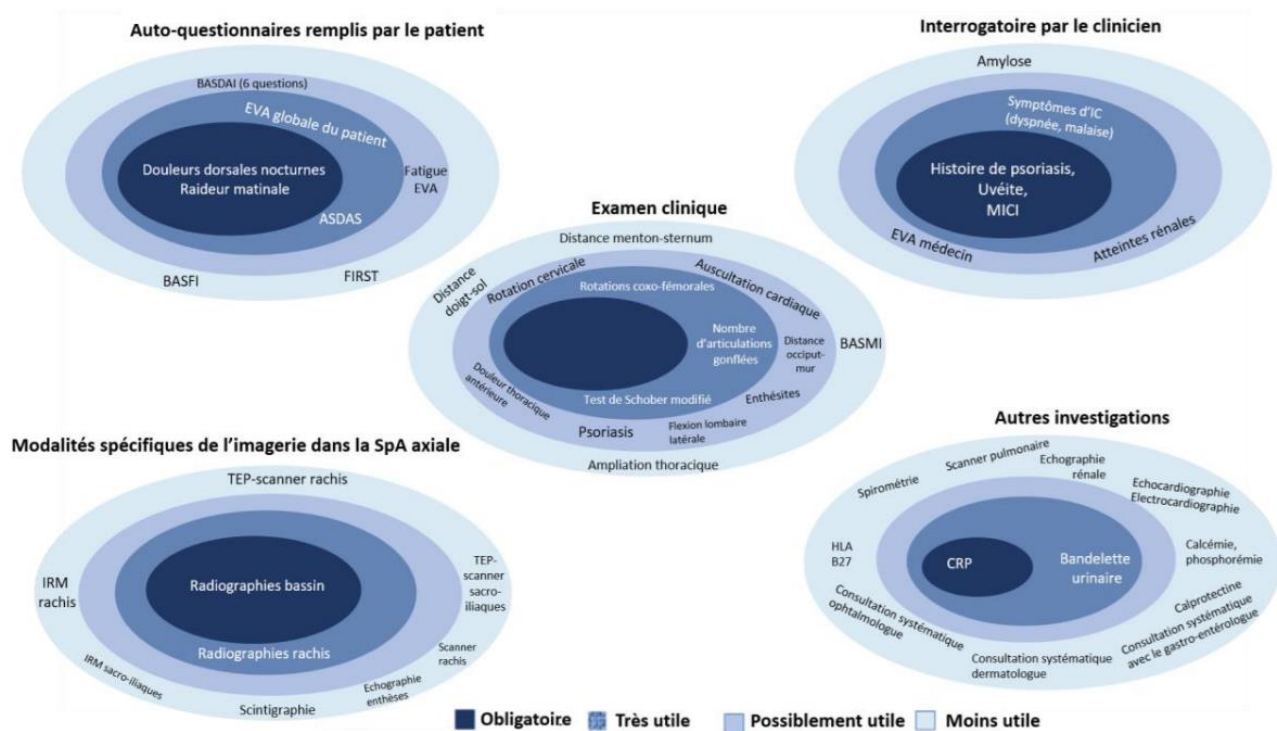 Auto-questionnaires remplis par le patient
BASDAI (6 questions)
EVA globale du patient
Douleurs dorsales nocturnes
Raideur matinale
Fatigue
EVA
ASDAS
BASFI
FIRST
Interrogatoire par le clinicien
Amylose
Symptômes d'IC
(dyspnée, malaise)
Histoire de psoriasis,
Uvéite,
MICI
EVA médecin
Atteintes rénales
Examen clinique
Distance menton-sternum
Distance
doigt-sol
Rotation cervicale
Auscultation cardiaque
Rotations coxo-fémorales
Nombre
d'articulations
gonflées
Distance
occiput-
mur
BASMI
Douleur thoracique
antérieure
Test de Schober modifié
Enthésites
Psoriasis
Flexion lombaire
latérale
Ampliation thoracique
Modalités spécifiques de l'imagerie dans la SpA axiale
TEP-scanner rachis
IRM
rachis
Radiographies bassin
TEP-
scanner
sacro-
iliaques
Radiographies rachis
Scanner
rachis
IRM sacro-iliaques
Echographie
enthèses
Scintigraphie
Autres investigations
Spirométrie
Scanner pulmonaire
Echographie
rénale
Echocardiographie
Electrocardiographie
HLA
B27
CRP
Bandelette
urinaire
Calcémie,
phosphorémie
Consultation systématique
ophtalmologue
Calprotectine
Consultation systématique
avec le gastro-entérologue
Consultation systématique
dermatologue
Obligatoire
Très utile
Possiblement utile
Moins utile